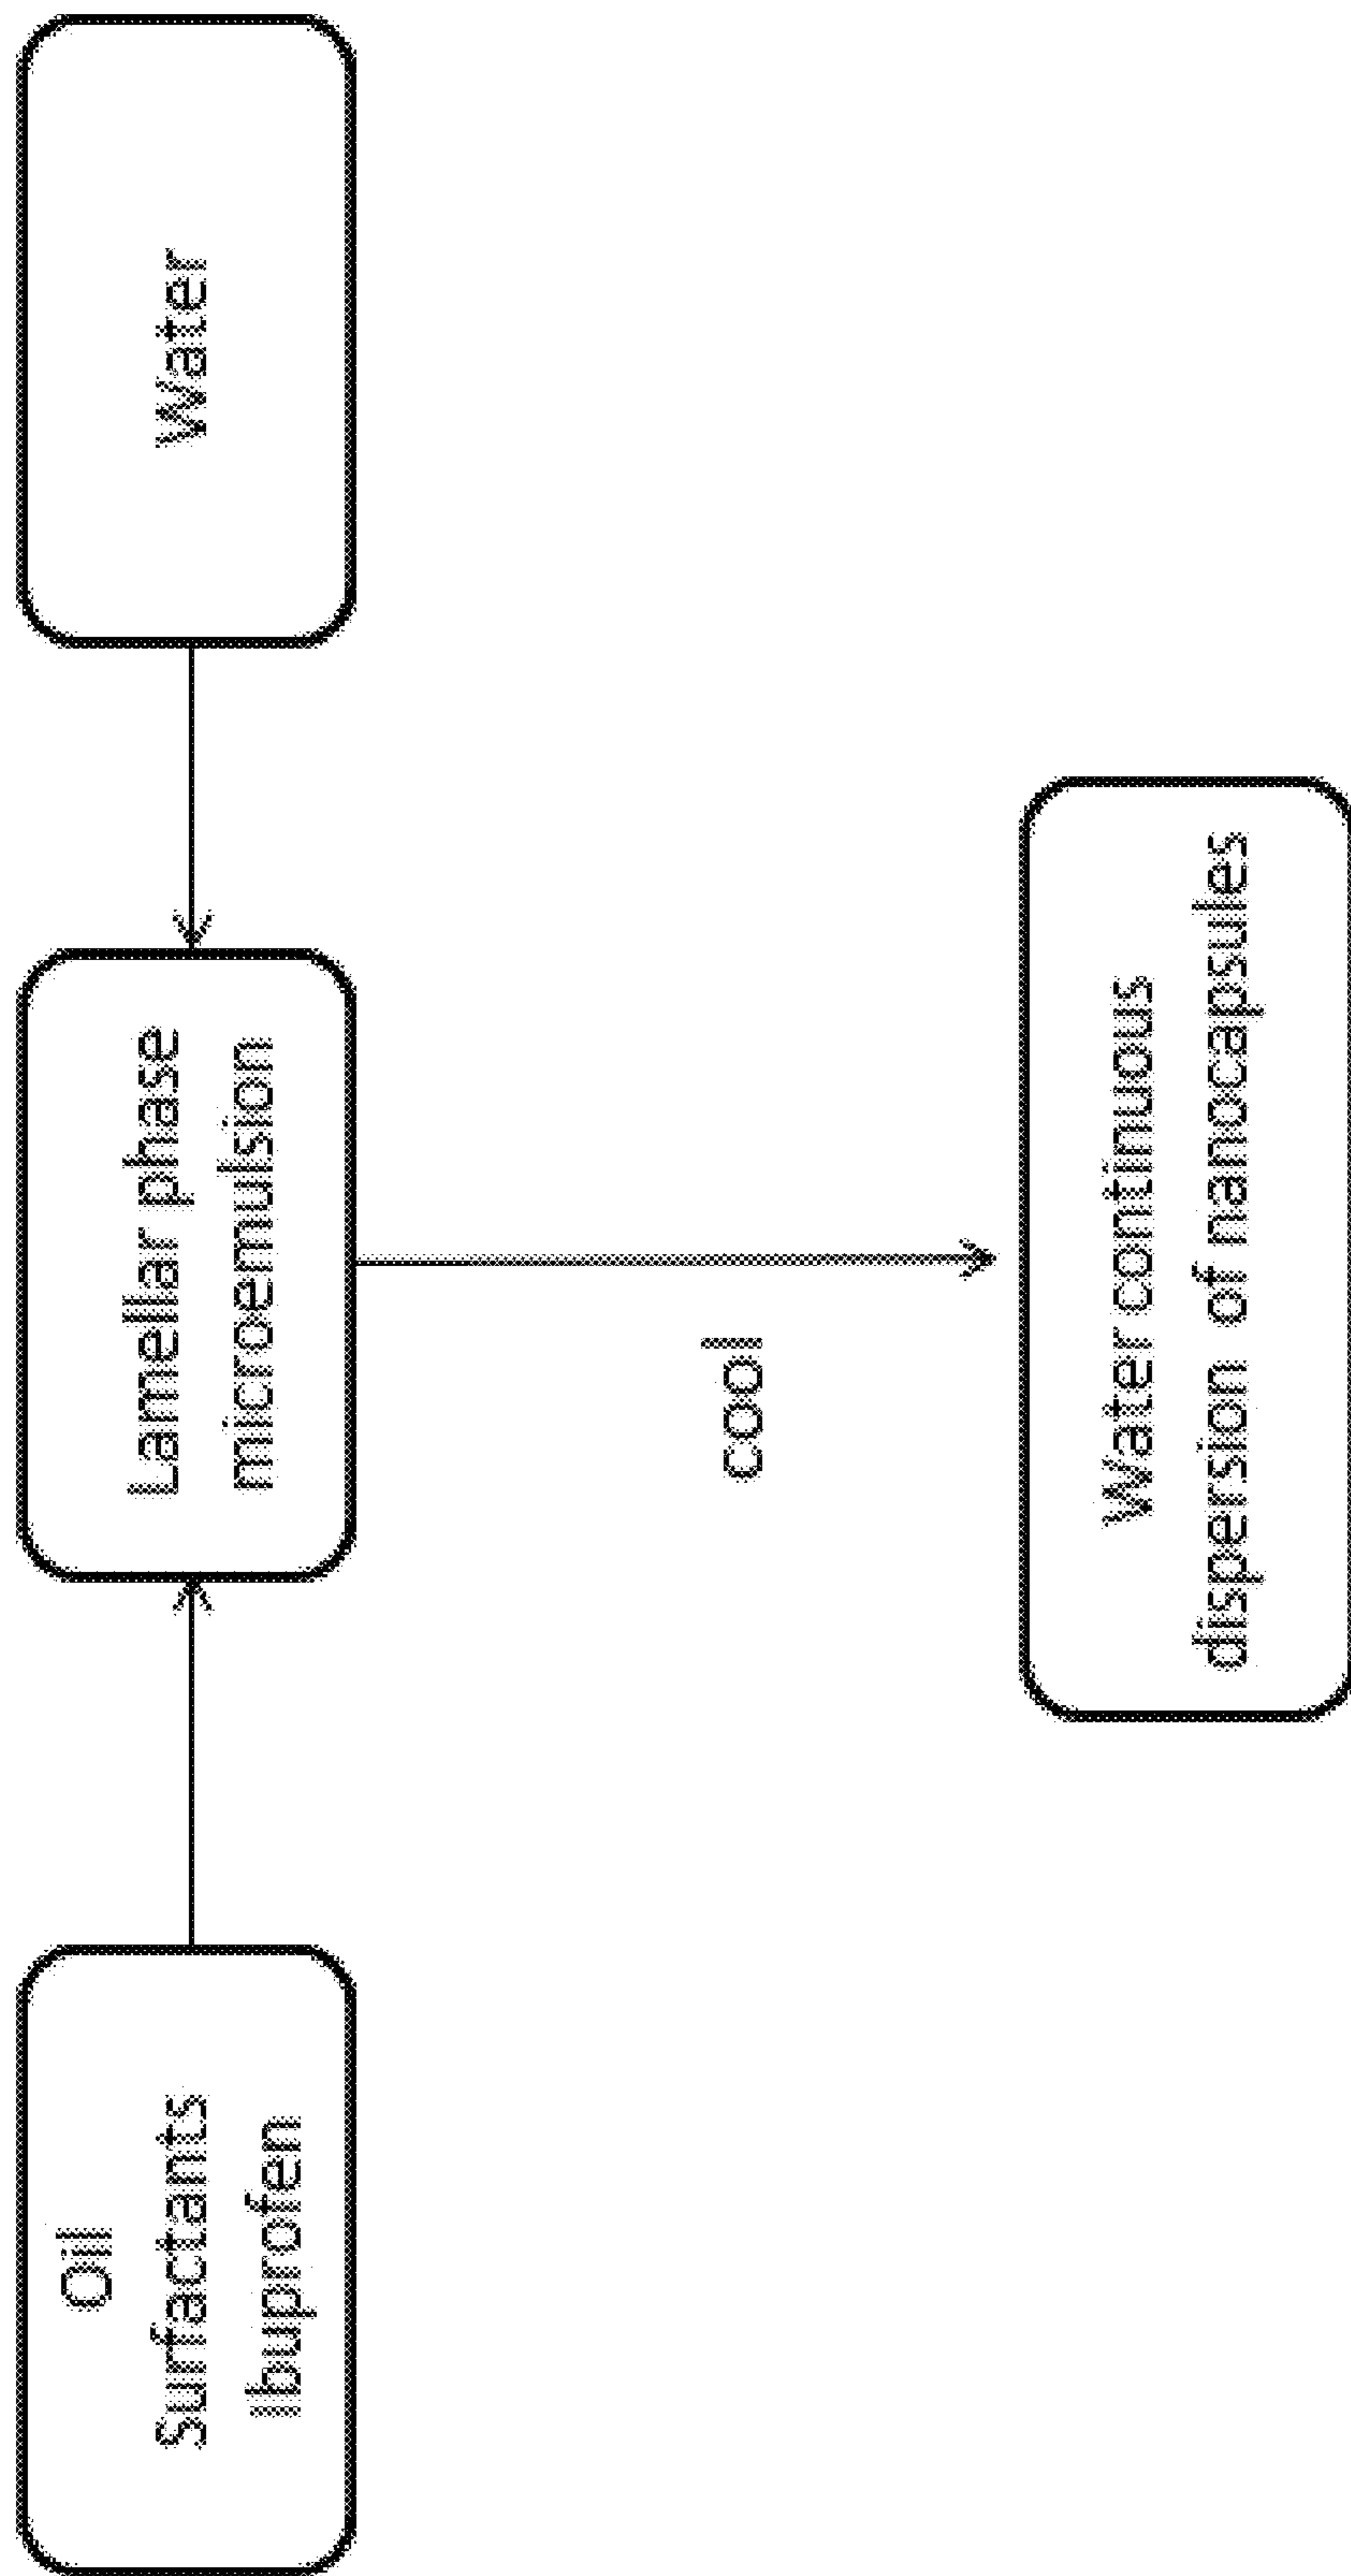 Oil
Surfactants
Ibuprofen
Lamellar phase
microemulsion
Water
cool
Water continuous
dispersion of nanocapsules